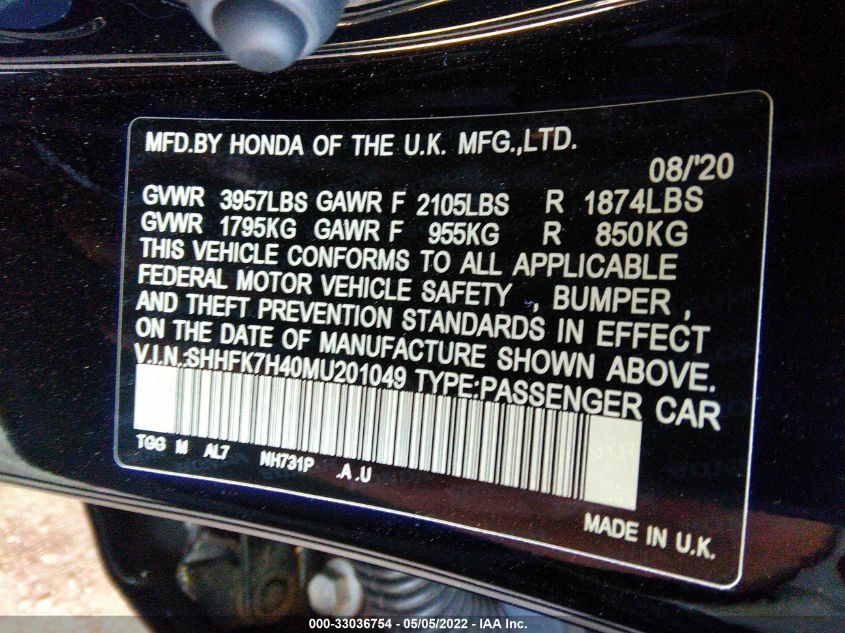 MFD.BY HONDA OF THE U.K. MFG.,LTD.
08/'20
GVWR 3957LBS GAWR F 2105LBS R 1874LBS
GVWR 1795KG GAWR F 955KG R 850KG
THIS VEHICLE CONFORMS TO ALL APPLICABLE
FEDERAL MOTOR VEHICLE SAFETY , BUMPER ,
AND THEFT PREVENTION STANDARDS IN EFFECT
ON THE DATE OF MANUFACTURE SHOWN ABOVE.
V.I.N.:SHHFK7H40MU201049 TYPE:PASSENGER CAR
TGG M AL7 NH731P .A .U
MADE IN U.K.
000-33036754 - 05/05/2022 - IAA Inc.